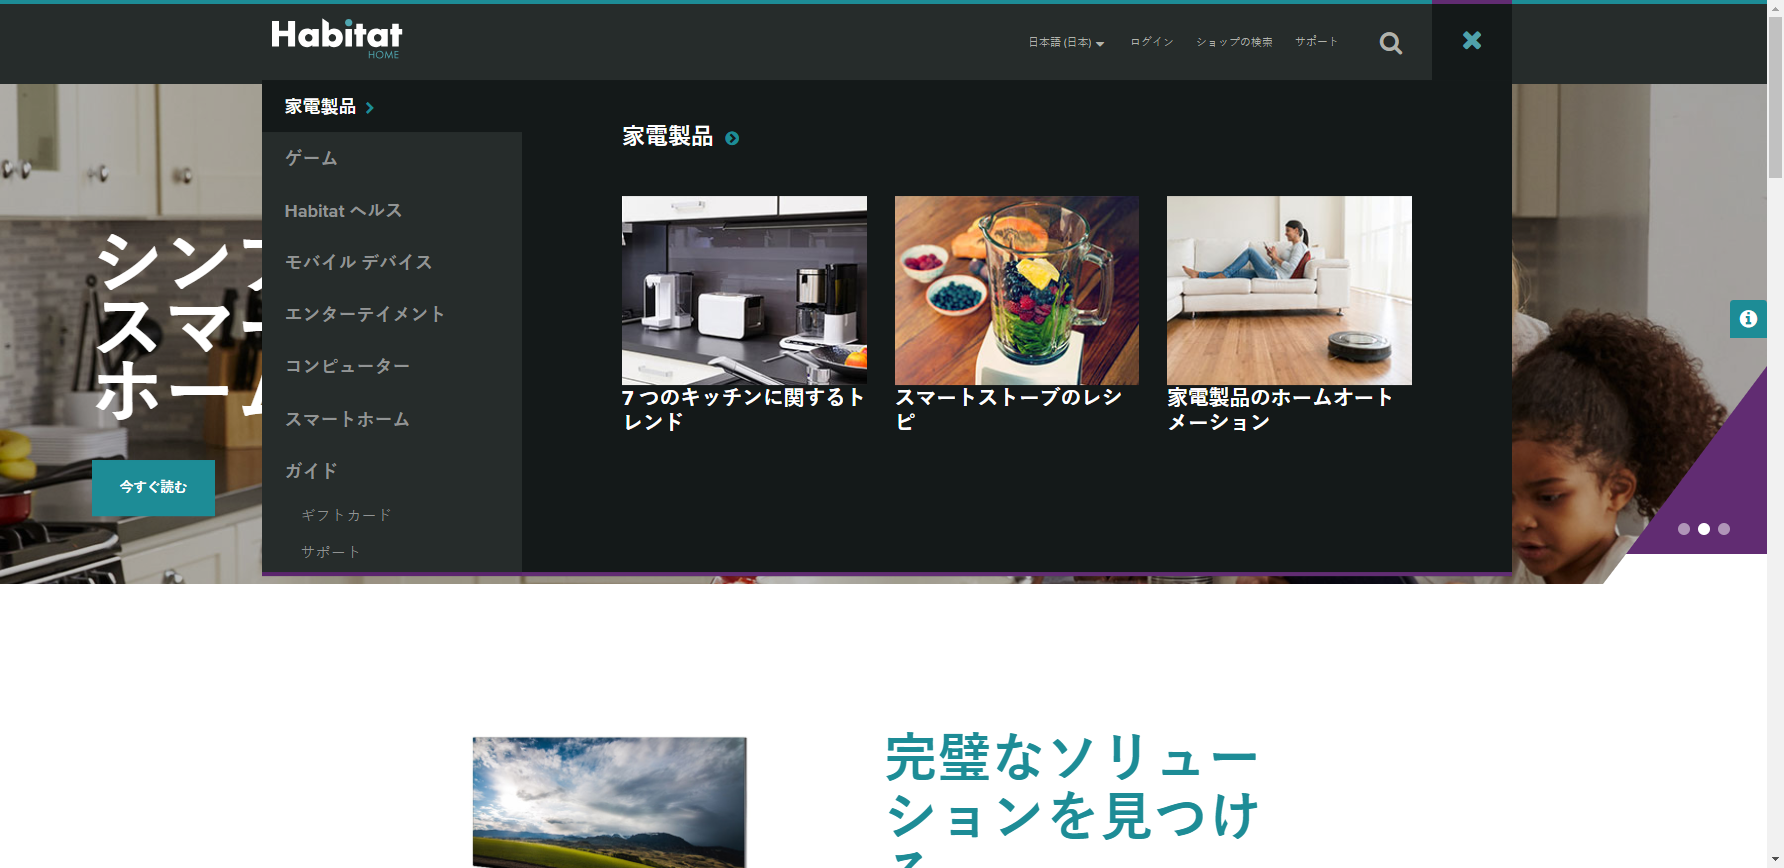 Habitat
HOME
日本語 (日本)
ログイン
ショップの検索
サポート
家電製品
ゲーム
Habitat ヘルス
モバイル デバイス
エンターテイメント
コンピューター
スマートホーム
ガイド
ギフトカード
サポート
家電製品
7 つのキッチンに関するト
レンド
スマートストーブのレシ
ピ
家電製品のホームオート
メーション
シン
スマ
ホー
今すぐ読む
完璧なソリュー
ションを見つけ